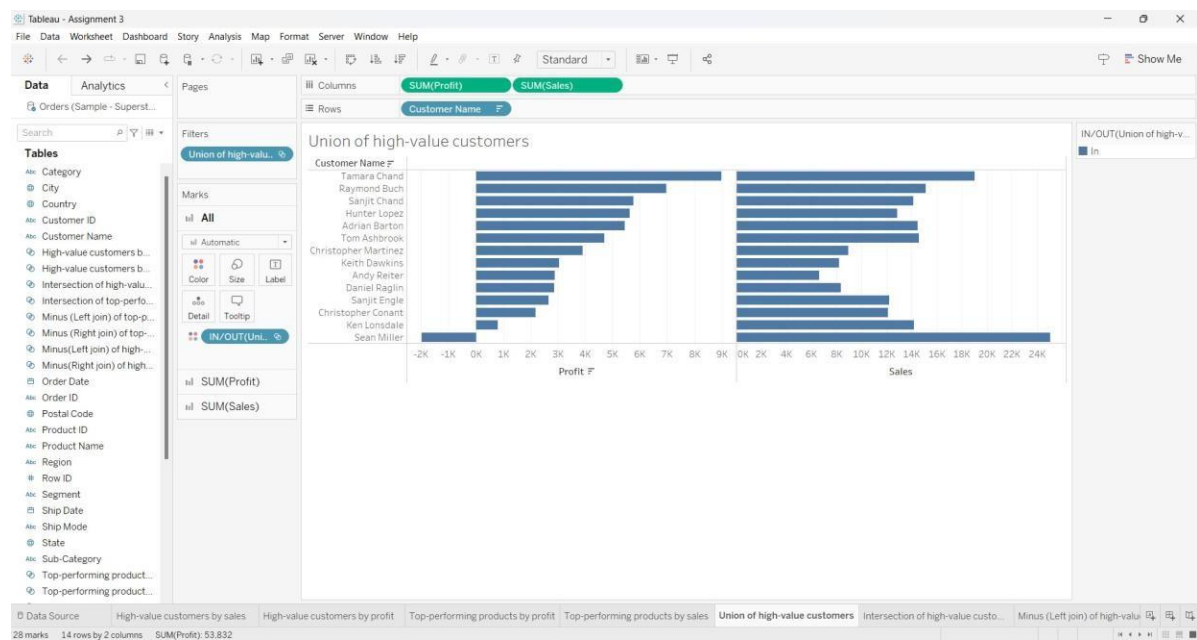 Tableau - Assignment 3
File Data Worksheet Dashboard Story Analysis Map Format Server Window Help
Standard
Show Me
Data Analytics
Orders (Sample - Superst...
Search
Tables
Abc Category
City
Country
Abc Customer ID
Abc Customer Name
High-value customers b...
High-value customers b...
Intersection of high-valu...
Intersection of top-perfo...
Minus (Left join) of top-p...
Minus (Right join) of top-...
Minus(Left join) of high-...
Minus(Right join) of high...
Order Date
Abc Order ID
Postal Code
Abc Product ID
Abc Product Name
Abc Region
# Row ID
Abc Segment
Ship Date
Abc Ship Mode
State
Abc Sub-Category
Top-performing product...
Top-performing product...
Pages
Filters
Union of high-valu..
Marks
All
Automatic
Color Size Label
Detail Tooltip
IN/OUT(Uni..
SUM(Profit)
SUM(Sales)
Columns SUM(Profit) SUM(Sales)
Rows Customer Name
Union of high-value customers
Customer Name
Tamara Chand
Raymond Buch
Sanjit Chand
Hunter Lopez
Adrian Barton
Tom Ashbrook
Christopher Martinez
Keith Dawkins
Andy Reiter
Daniel Raglin
Sanjit Engle
Christopher Conant
Ken Lonsdale
Sean Miller
-2K -1K 0K 1K 2K 3K 4K 5K 6K 7K 8K 9K 0K 2K 4K 6K 8K 10K 12K 14K 16K 18K 20K 22K 24K
Profit Sales
IN/OUT(Union of high-v...
In
Data Source High-value customers by sales High-value customers by profit Top-performing products by profit Top-performing products by sales Union of high-value customers Intersection of high-value custo... Minus (Left join) of high-valu
28 marks 14 rows by 2 columns SUM(Profit): 53,832